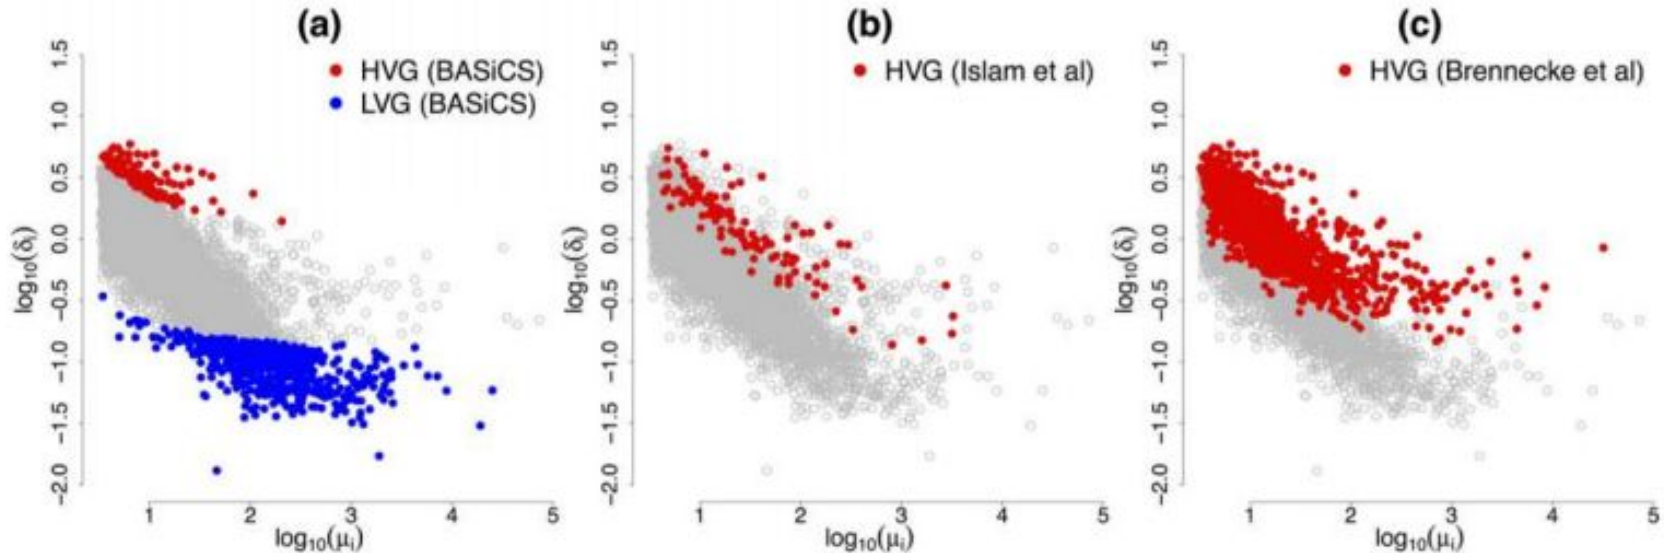 (a)
HVG (BASiCS)
LVG (BASiCS)
log10(δi)
1.5
1.0
0.5
0.0
−0.5
−1.0
−1.5
−2.0
1 2 3 4 5
log10(μi)
(b)
HVG (Islam et al)
log10(δi)
1.5
1.0
0.5
0.0
−0.5
−1.0
−1.5
−2.0
1 2 3 4 5
log10(μi)
(c)
HVG (Brennecke et al)
log10(δi)
1.5
1.0
0.5
0.0
−0.5
−1.0
−1.5
−2.0
1 2 3 4 5
log10(μi)